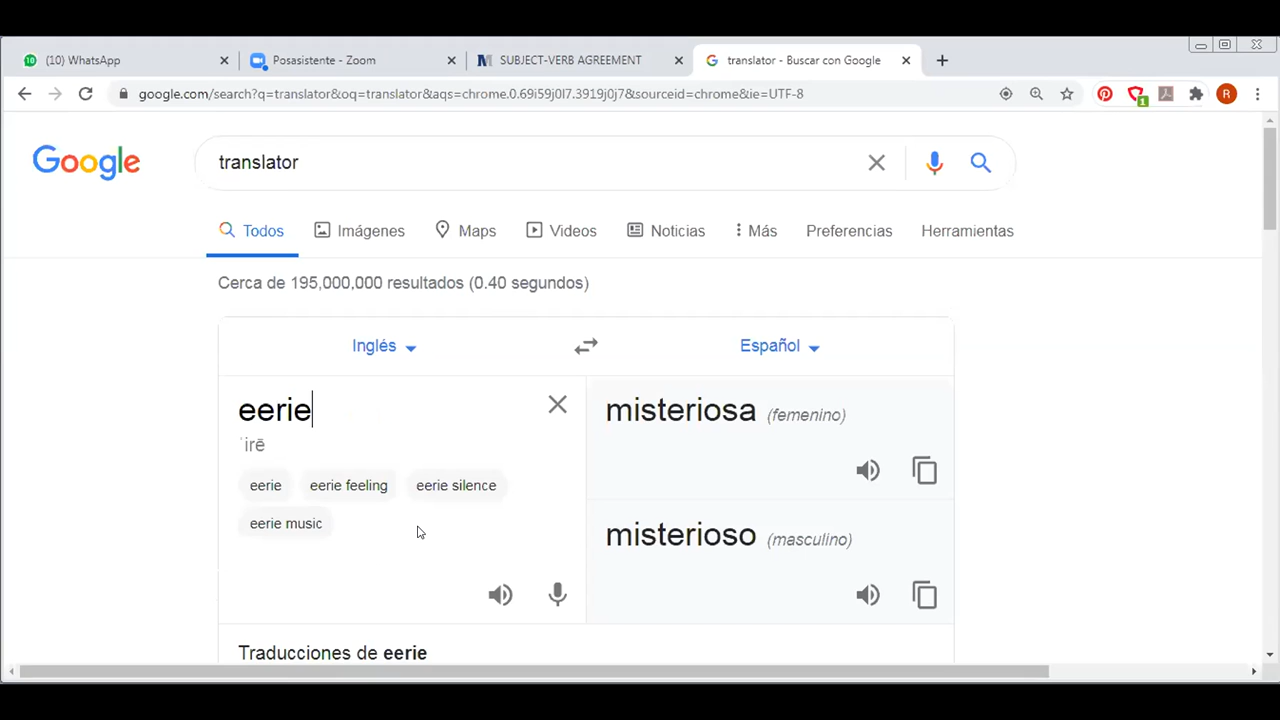 (10) WhatsApp
Posasistente - Zoom
SUBJECT-VERB AGREEMENT
translator - Buscar con Google
google.com/search?q=translator&oq=translator&aqs=chrome.0.69i59j0l7.3919j0j7&sourceid=chrome&ie=UTF-8
1
R
Google
translator
Todos
Imágenes
Maps
Videos
Noticias
Más
Preferencias
Herramientas
Cerca de 195,000,000 resultados (0.40 segundos)
Inglés
Español
eerie
ˈirē
eerie
eerie feeling
eerie silence
eerie music
misteriosa (femenino)
misterioso (masculino)
Traducciones de eerie